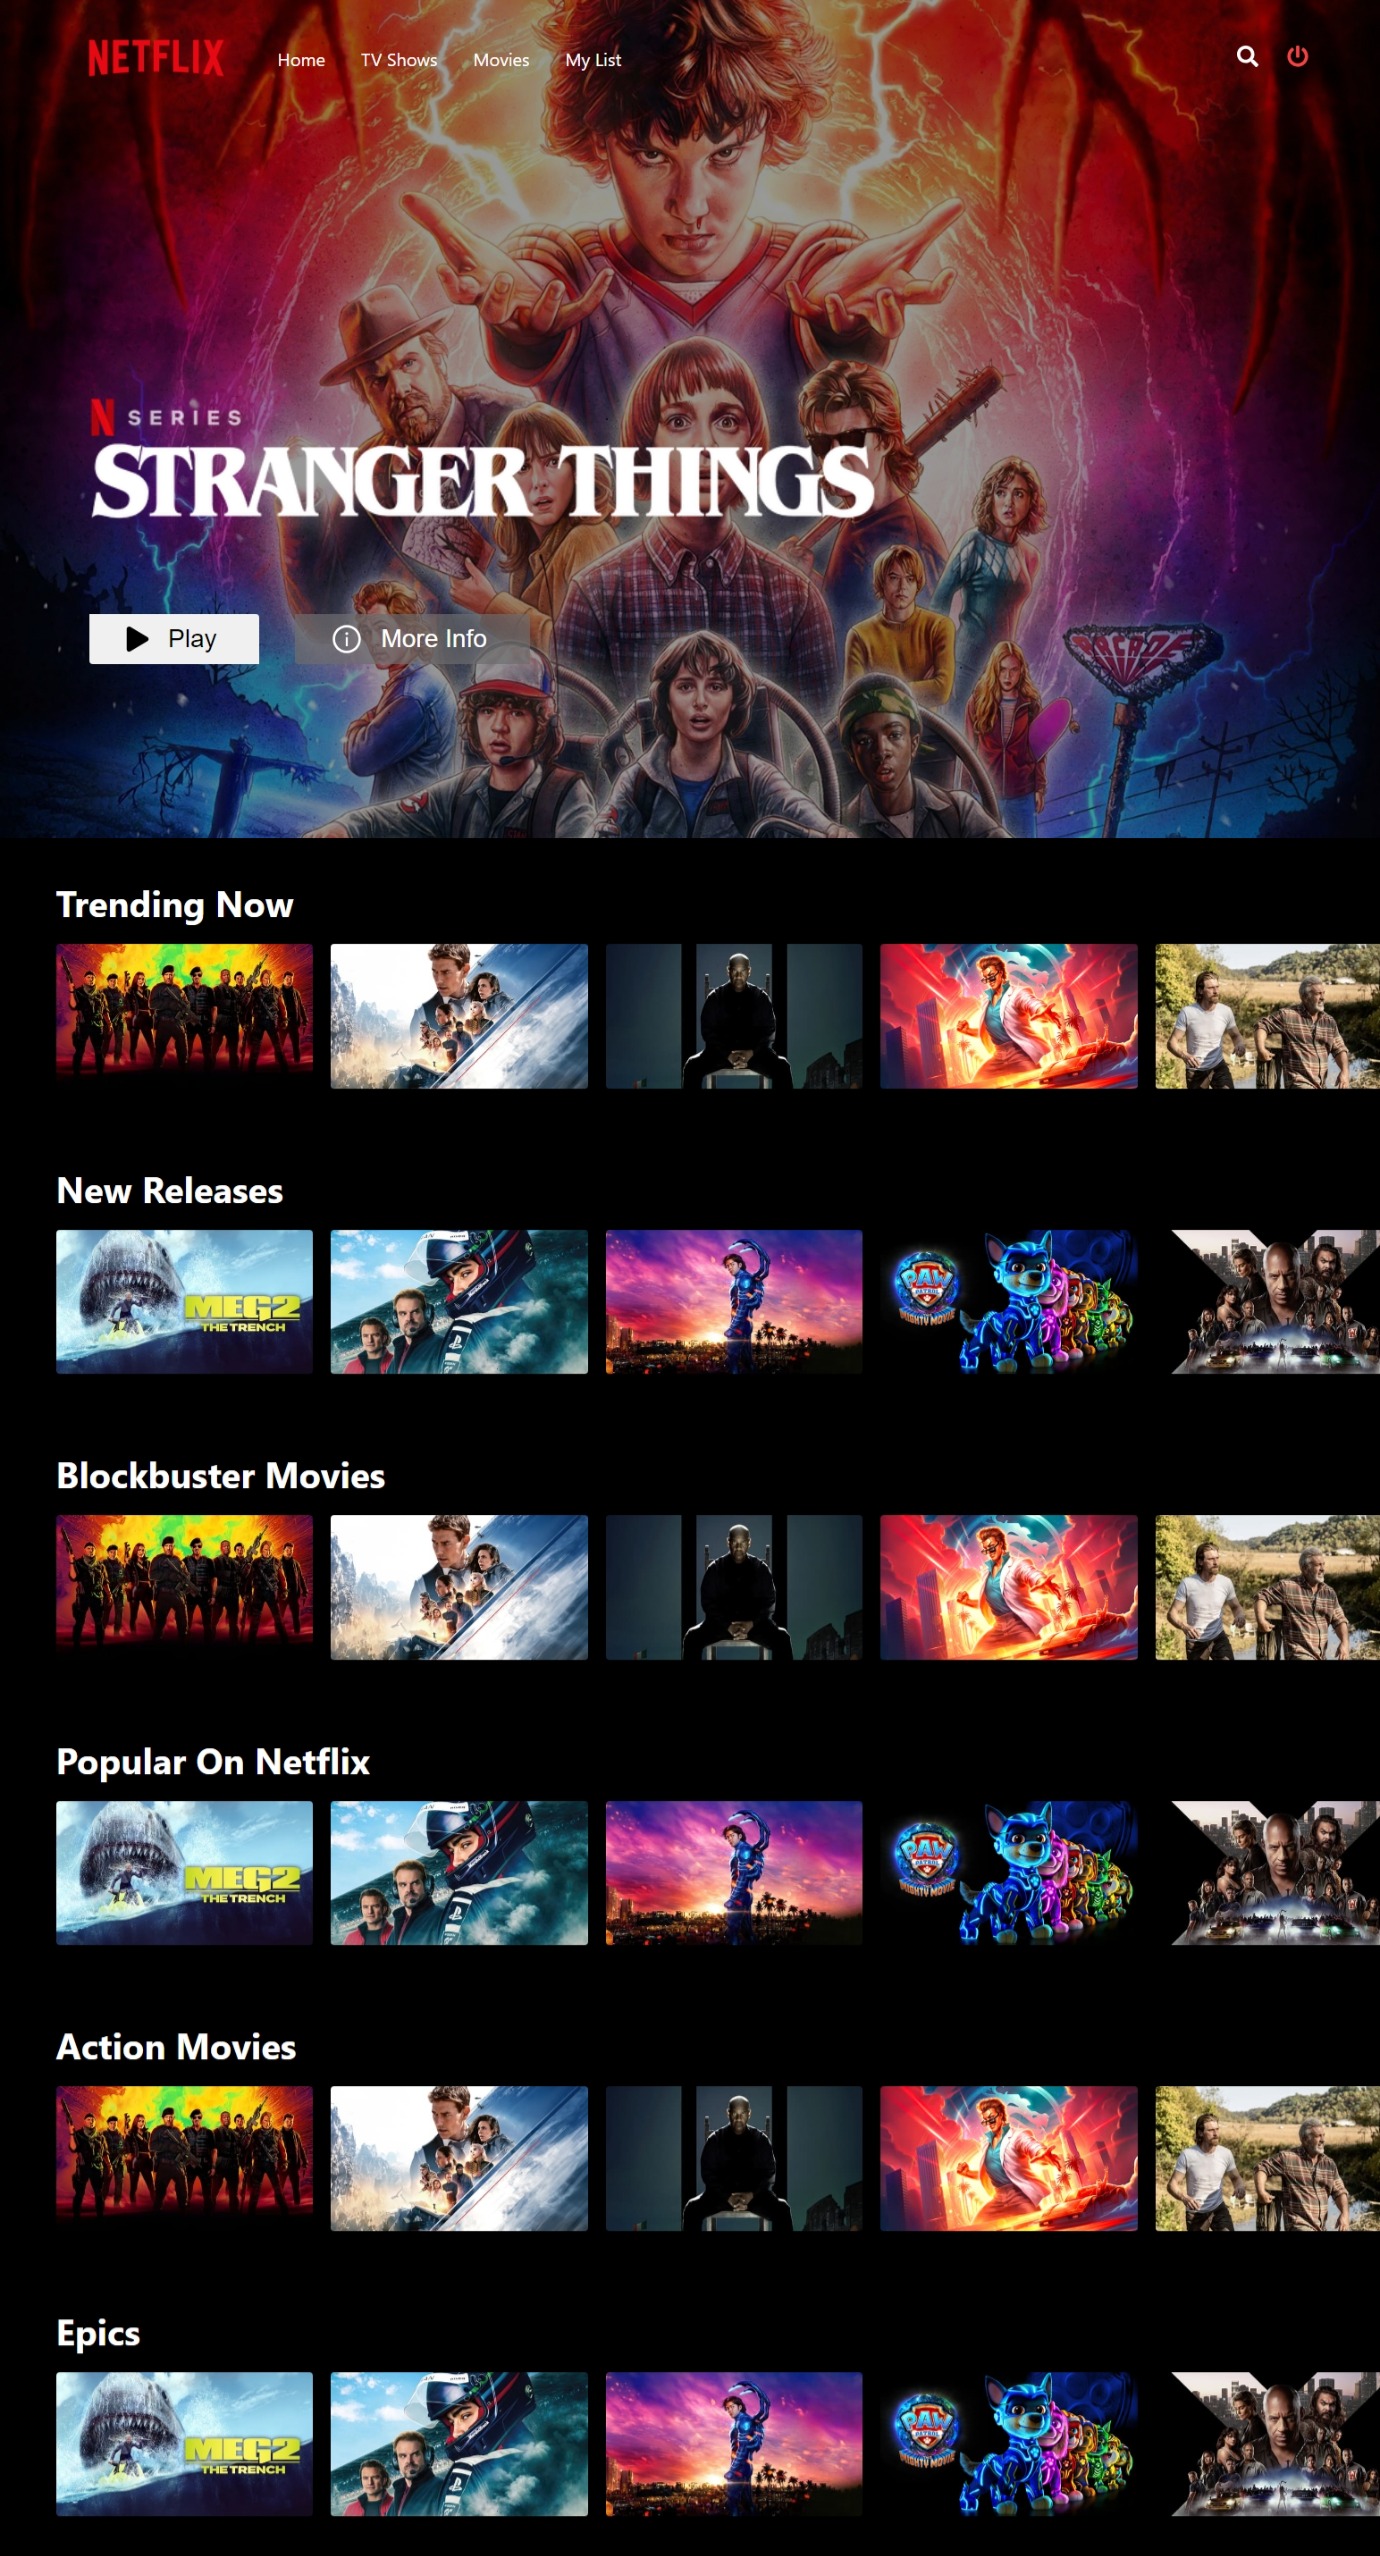 NETFLIX
Home
TV Shows
Movies
My List
N SERIES
STRANGER THINGS
Play
More Info
ARCADE
Trending Now
New Releases
MEG2
THE TRENCH
PAW
PATROL
MIGHTY MOVIE
Blockbuster Movies
Popular On Netflix
MEG2
THE TRENCH
PAW
PATROL
MIGHTY MOVIE
Action Movies
Epics
MEG2
THE TRENCH
PAW
PATROL
MIGHTY MOVIE